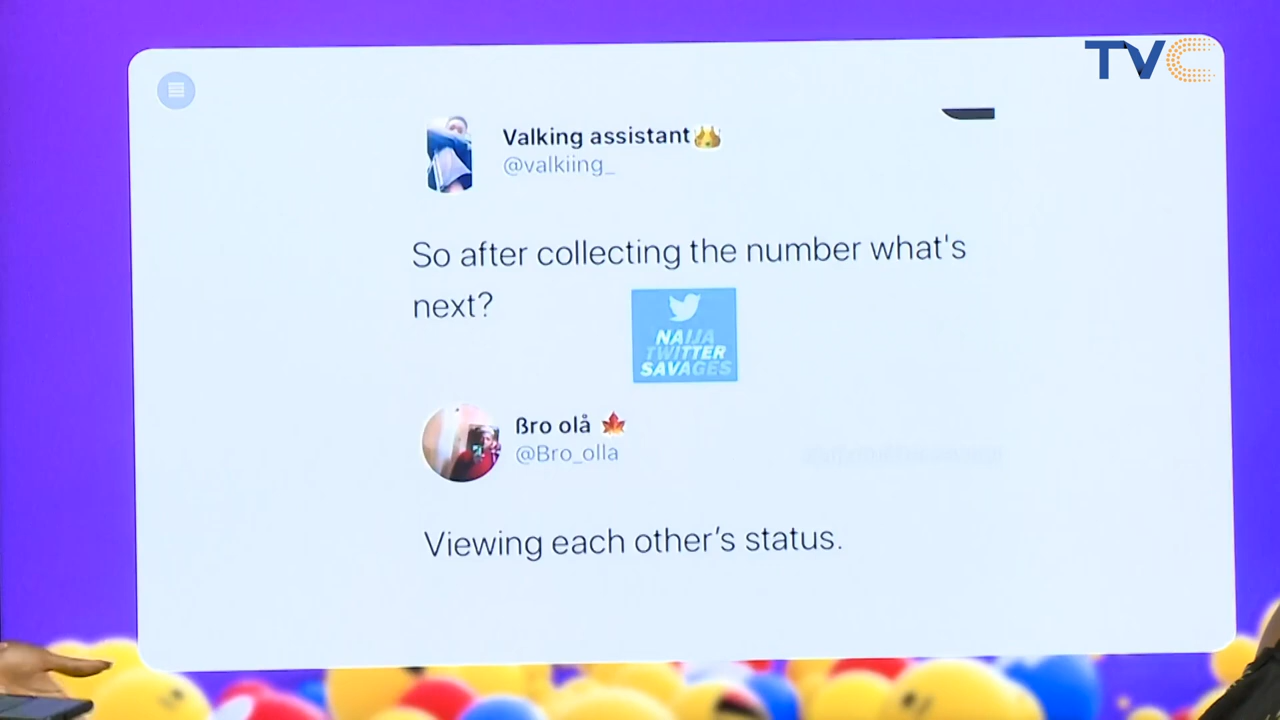 TVC
Valking assistant
@valkiing_
So after collecting the number what's
next?
NAIJA
TWITTER
SAVAGES
ßro olå
@Bro_olla
Viewing each other’s status.